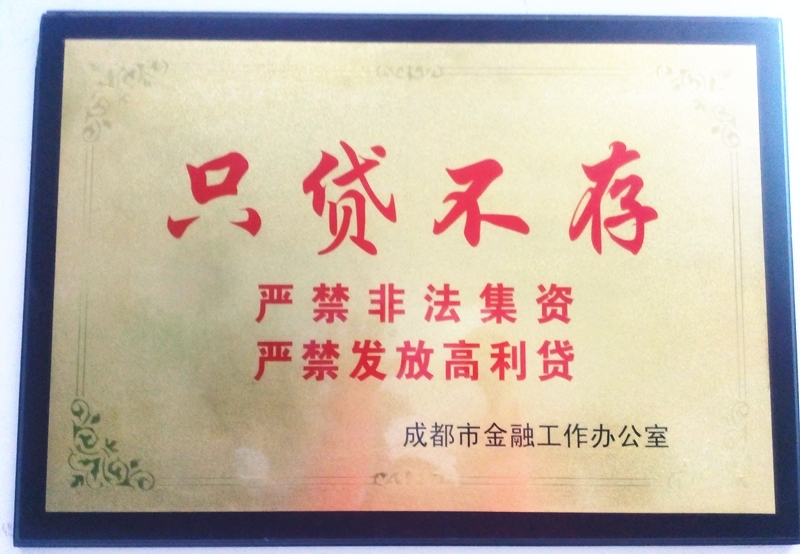 只贷不存
严禁非法集资
严禁发放高利贷
成都市金融工作办公室